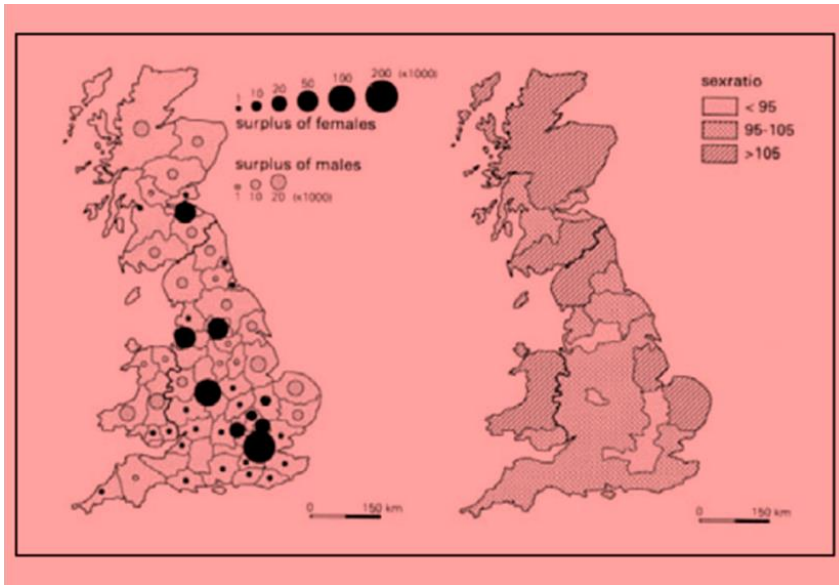 1 10 20 50 100 200 (x1000)
surplus of females
surplus of males
1 10 20 (x1000)
0 150 km
sexratio
< 95
95-105
>105
0 150 km